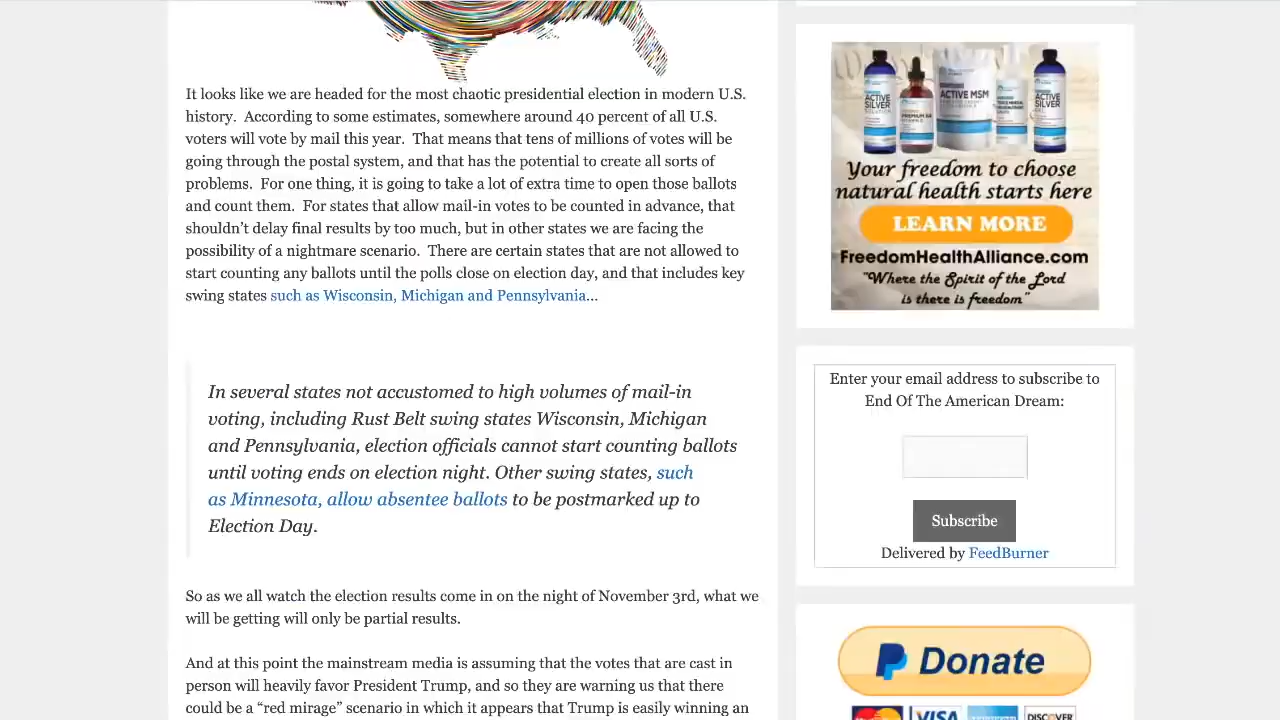 It looks like we are headed for the most chaotic presidential election in modern U.S.
history.  According to some estimates, somewhere around 40 percent of all U.S.
voters will vote by mail this year.  That means that tens of millions of votes will be
going through the postal system, and that has the potential to create all sorts of
problems.  For one thing, it is going to take a lot of extra time to open those ballots
and count them.  For states that allow mail-in votes to be counted in advance, that
shouldn't delay final results by too much, but in other states we are facing the
possibility of a nightmare scenario.  There are certain states that are not allowed to
start counting any ballots until the polls close on election day, and that includes key
swing states such as Wisconsin, Michigan and Pennsylvania...
In several states not accustomed to high volumes of mail-in
voting, including Rust Belt swing states Wisconsin, Michigan
and Pennsylvania, election officials cannot start counting ballots
until voting ends on election night. Other swing states, such
as Minnesota, allow absentee ballots to be postmarked up to
Election Day.
So as we all watch the election results come in on the night of November 3rd, what we
will be getting will only be partial results.
And at this point the mainstream media is assuming that the votes that are cast in
person will heavily favor President Trump, and so they are warning us that there
could be a “red mirage” scenario in which it appears that Trump is easily winning an
ACTIVE
SILVER
ACTIVE MSM
ACTIVE
SILVER
Your freedom to choose
natural health starts here
LEARN MORE
FreedomHealthAlliance.com
"Where the Spirit of the Lord
is there is freedom"
Enter your email address to subscribe to
End Of The American Dream:
Subscribe
Delivered by FeedBurner
PayPal Donate
VISA
DISCOVER